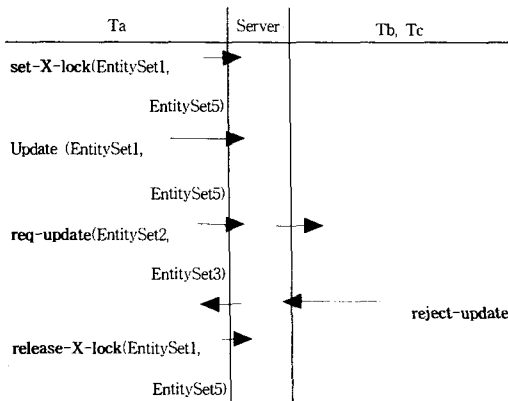 Ta Server Tb, Tc
set-X-lock(EntitySet1,
EntitySet5)
Update (EntitySet1,
EntitySet5)
req-update(EntitySet2,
EntitySet3)
reject-update
release-X-lock(EntitySet1,
EntitySet5)